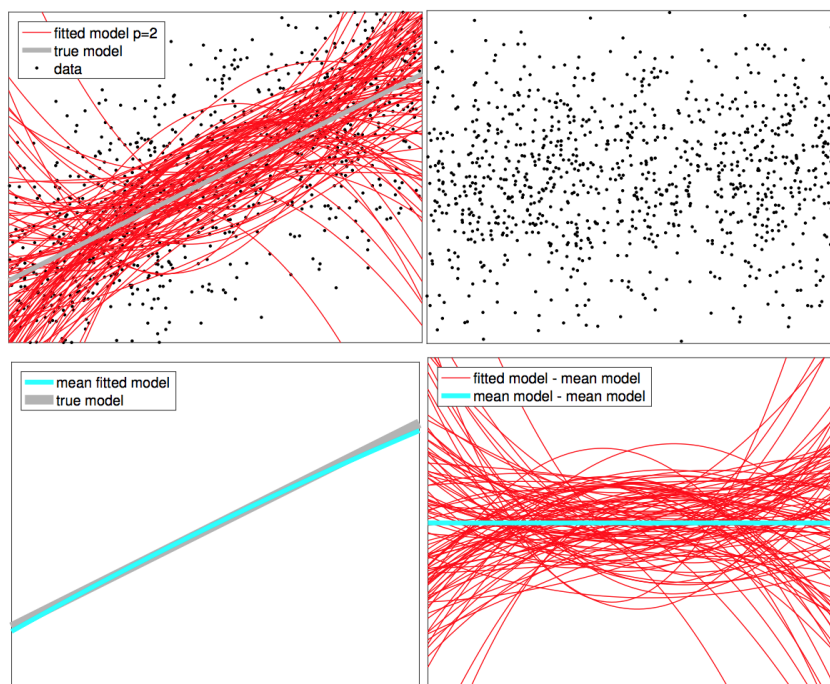 fitted model p=2
true model
data
mean fitted model
true model
fitted model - mean model
mean model - mean model